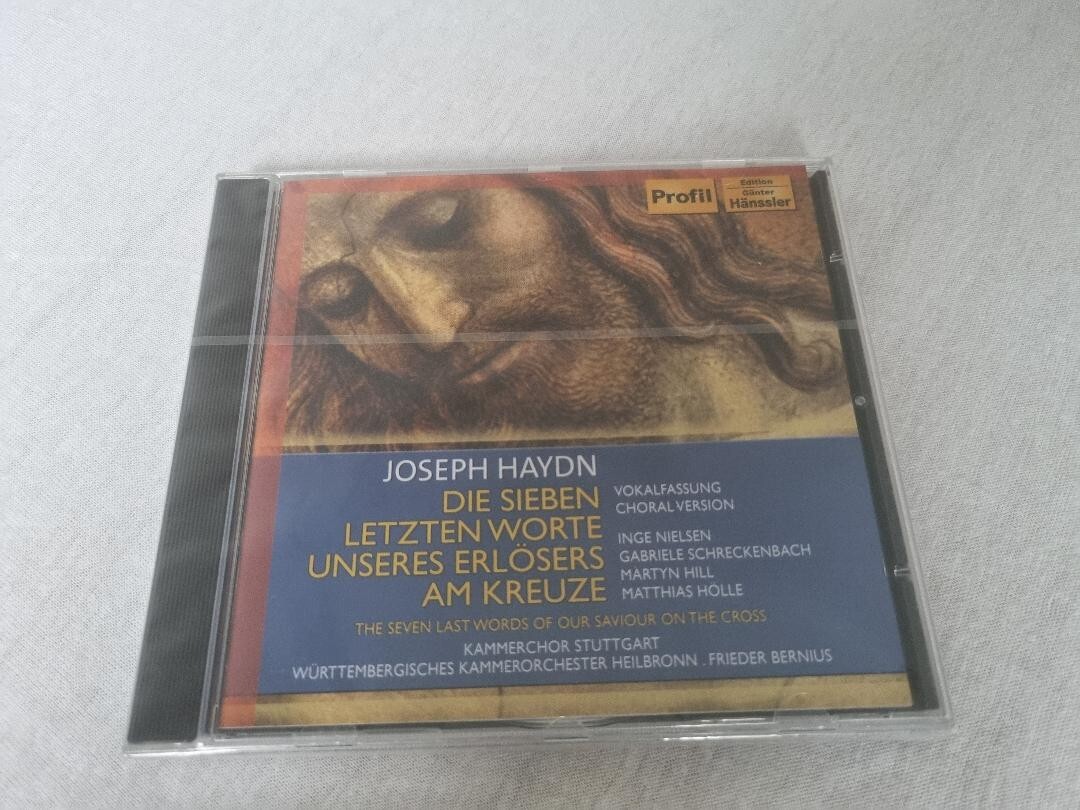 Profil
Edition
Günter
Hänssler
JOSEPH HAYDN
DIE SIEBEN
LETZTEN WORTE
UNSERES ERLÖSERS
AM KREUZE
VOKALFASSUNG
CHORAL VERSION
INGE NIELSEN
GABRIELE SCHRECKENBACH
MARTYN HILL
MATTHIAS HÖLLE
THE SEVEN LAST WORDS OF OUR SAVIOUR ON THE CROSS
KAMMERCHOR STUTTGART
WÜRTTEMBERGISCHES KAMMERORCHESTER HEILBRONN . FRIEDER BERNIUS